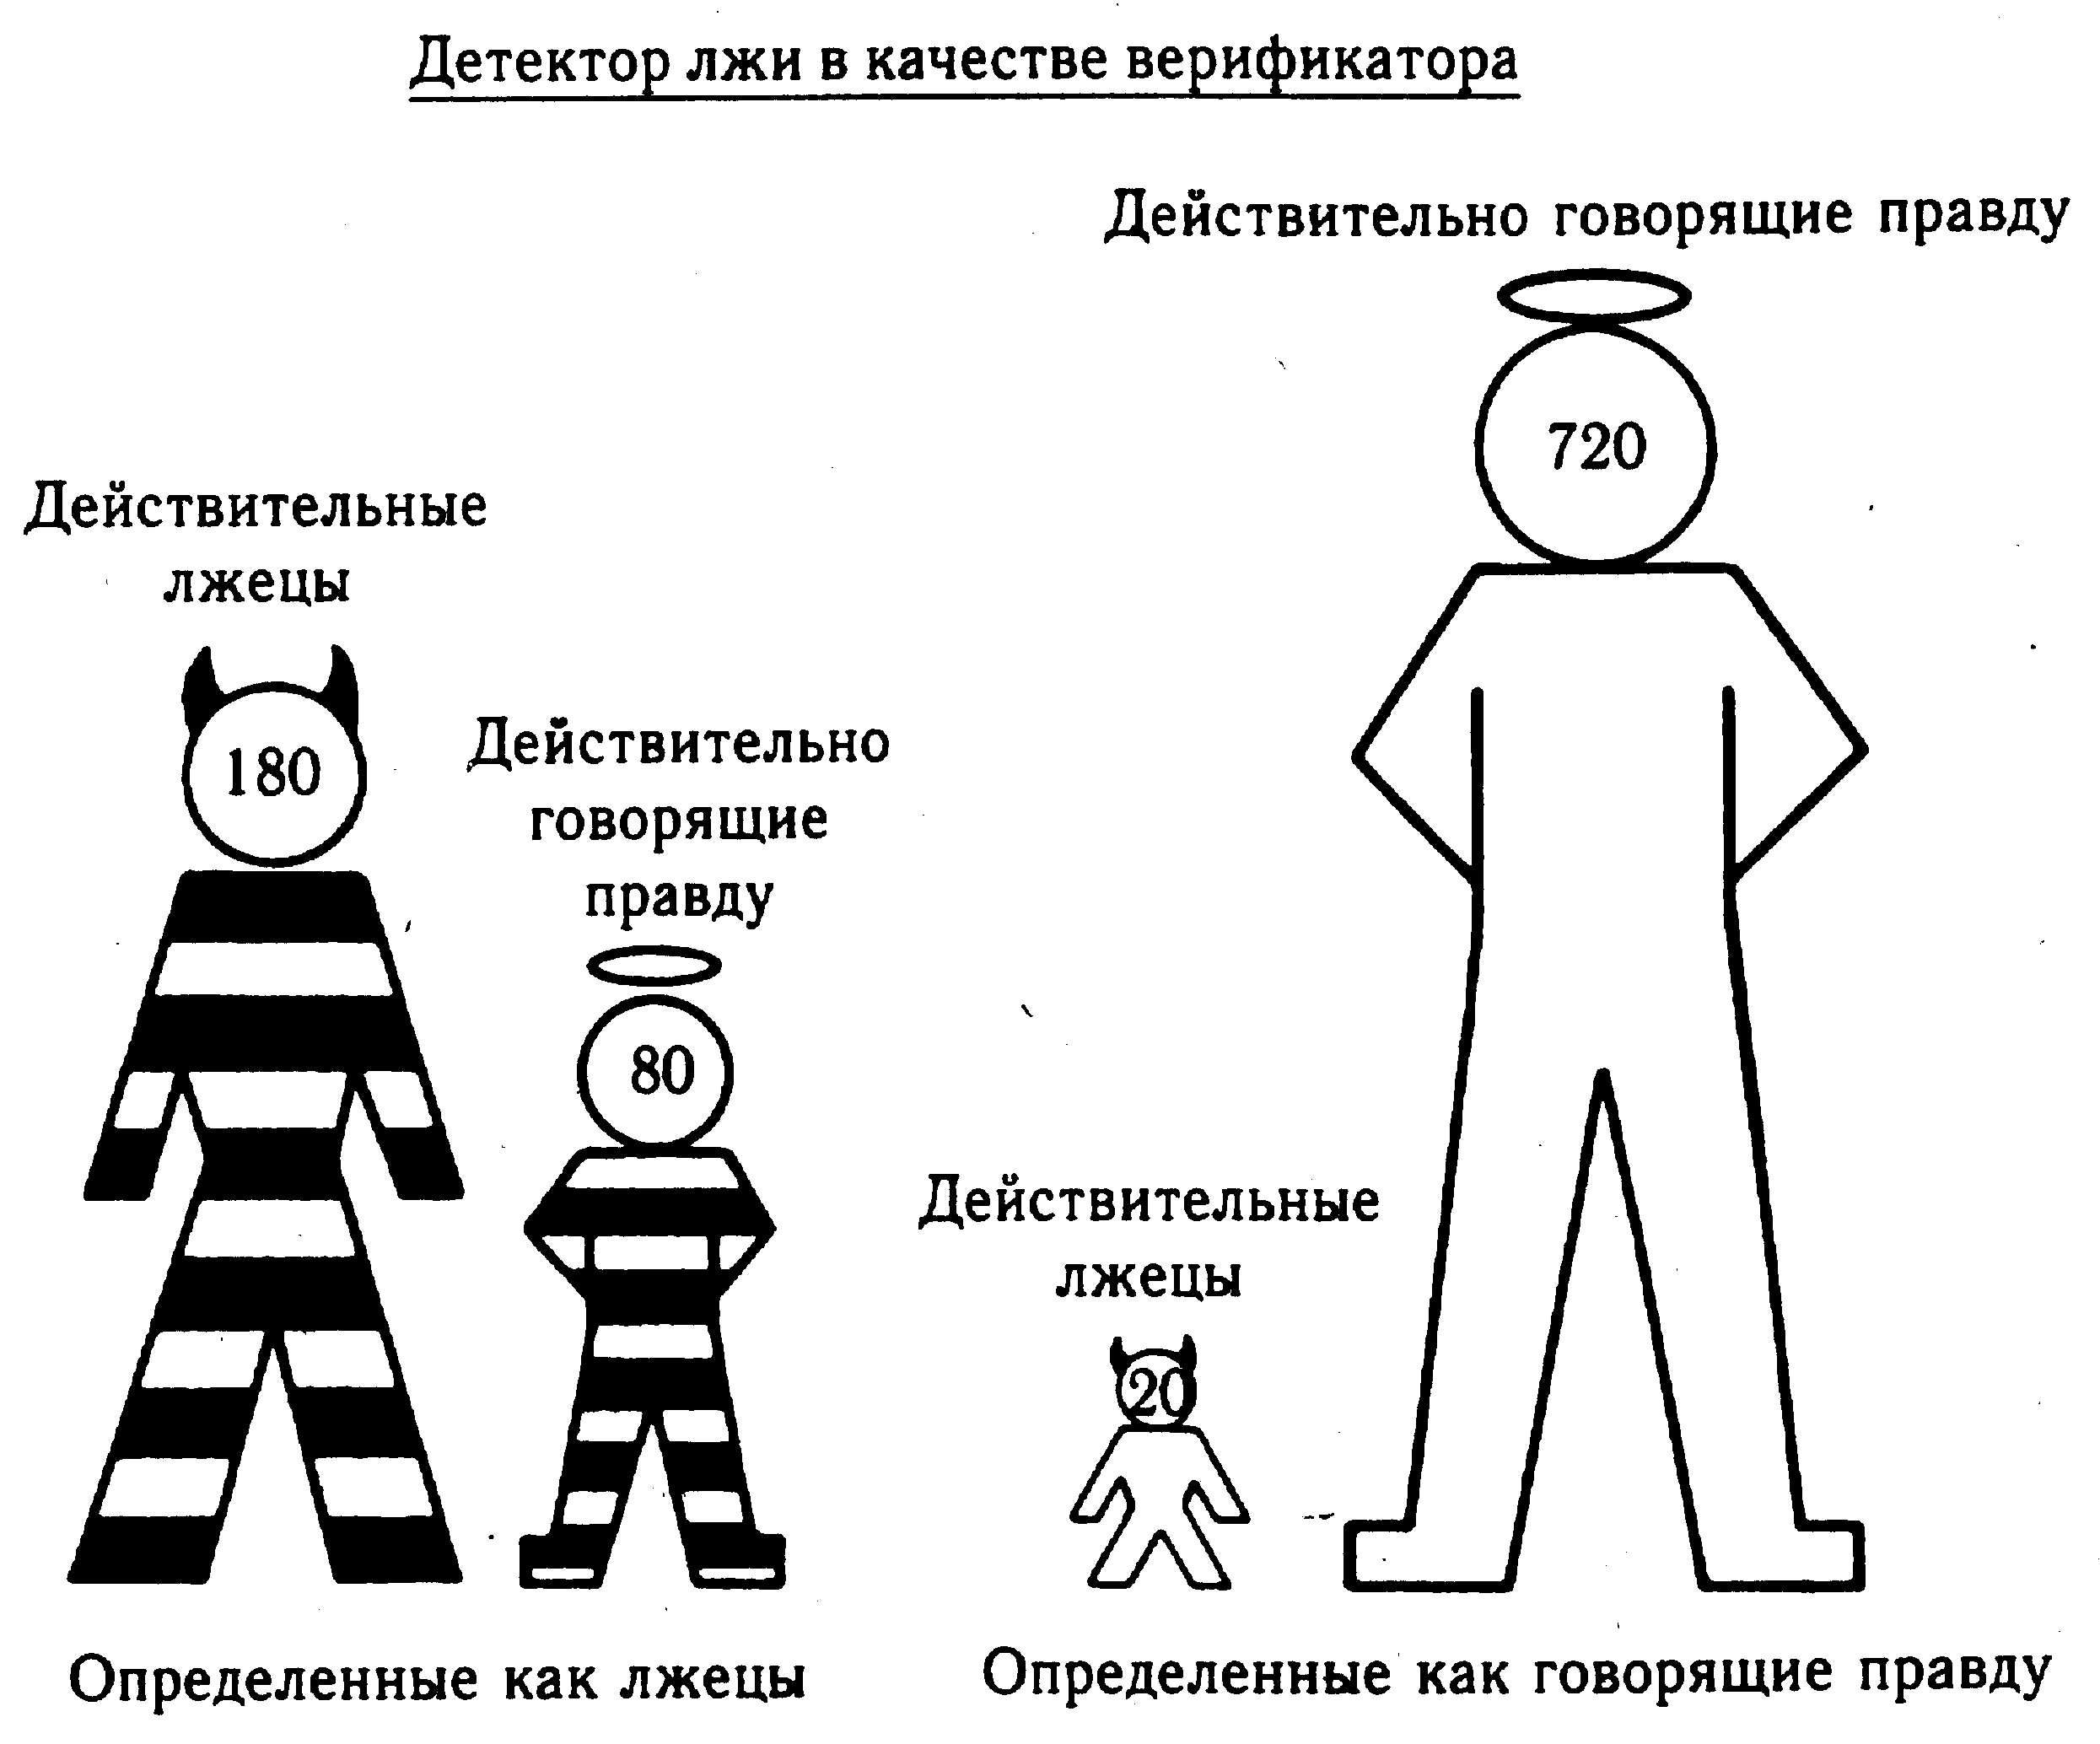 Детектор лжи в качестве верификатора
Действительно говорящие правду
720
Действительные
лжецы
180
Действительно
говорящие
правду
80
Действительные
лжецы
20
Определенные как лжецы
Определенные как говорящие правду